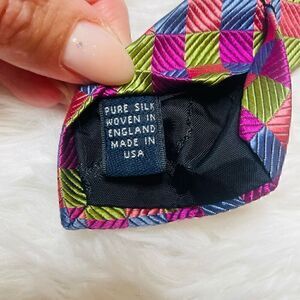 PURE SILK
WOVEN IN
ENGLAND
MADE IN
USA